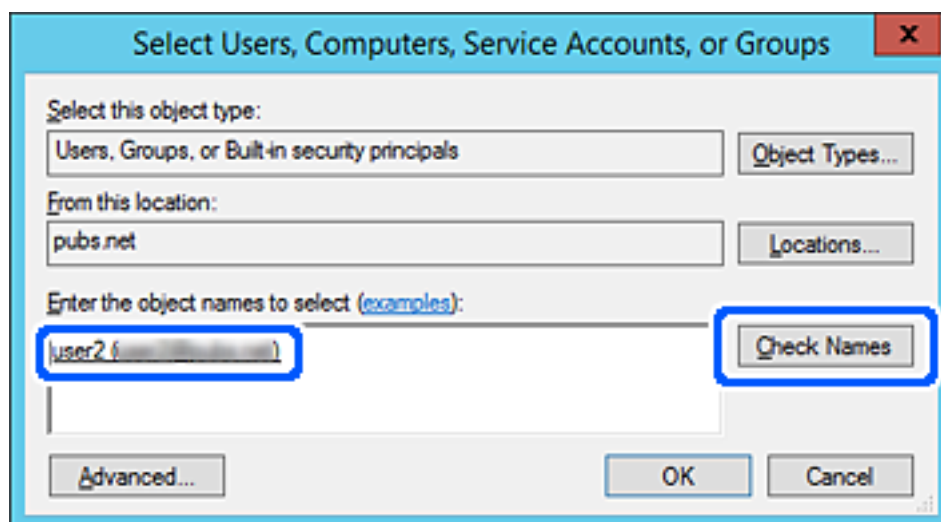 Select Users, Computers, Service Accounts, or Groups
x
Select this object type:
Users, Groups, or Built-in security principals
Object Types...
From this location:
pubs.net
Locations...
Enter the object names to select (examples):
user2 ( )
Check Names
Advanced...
OK
Cancel